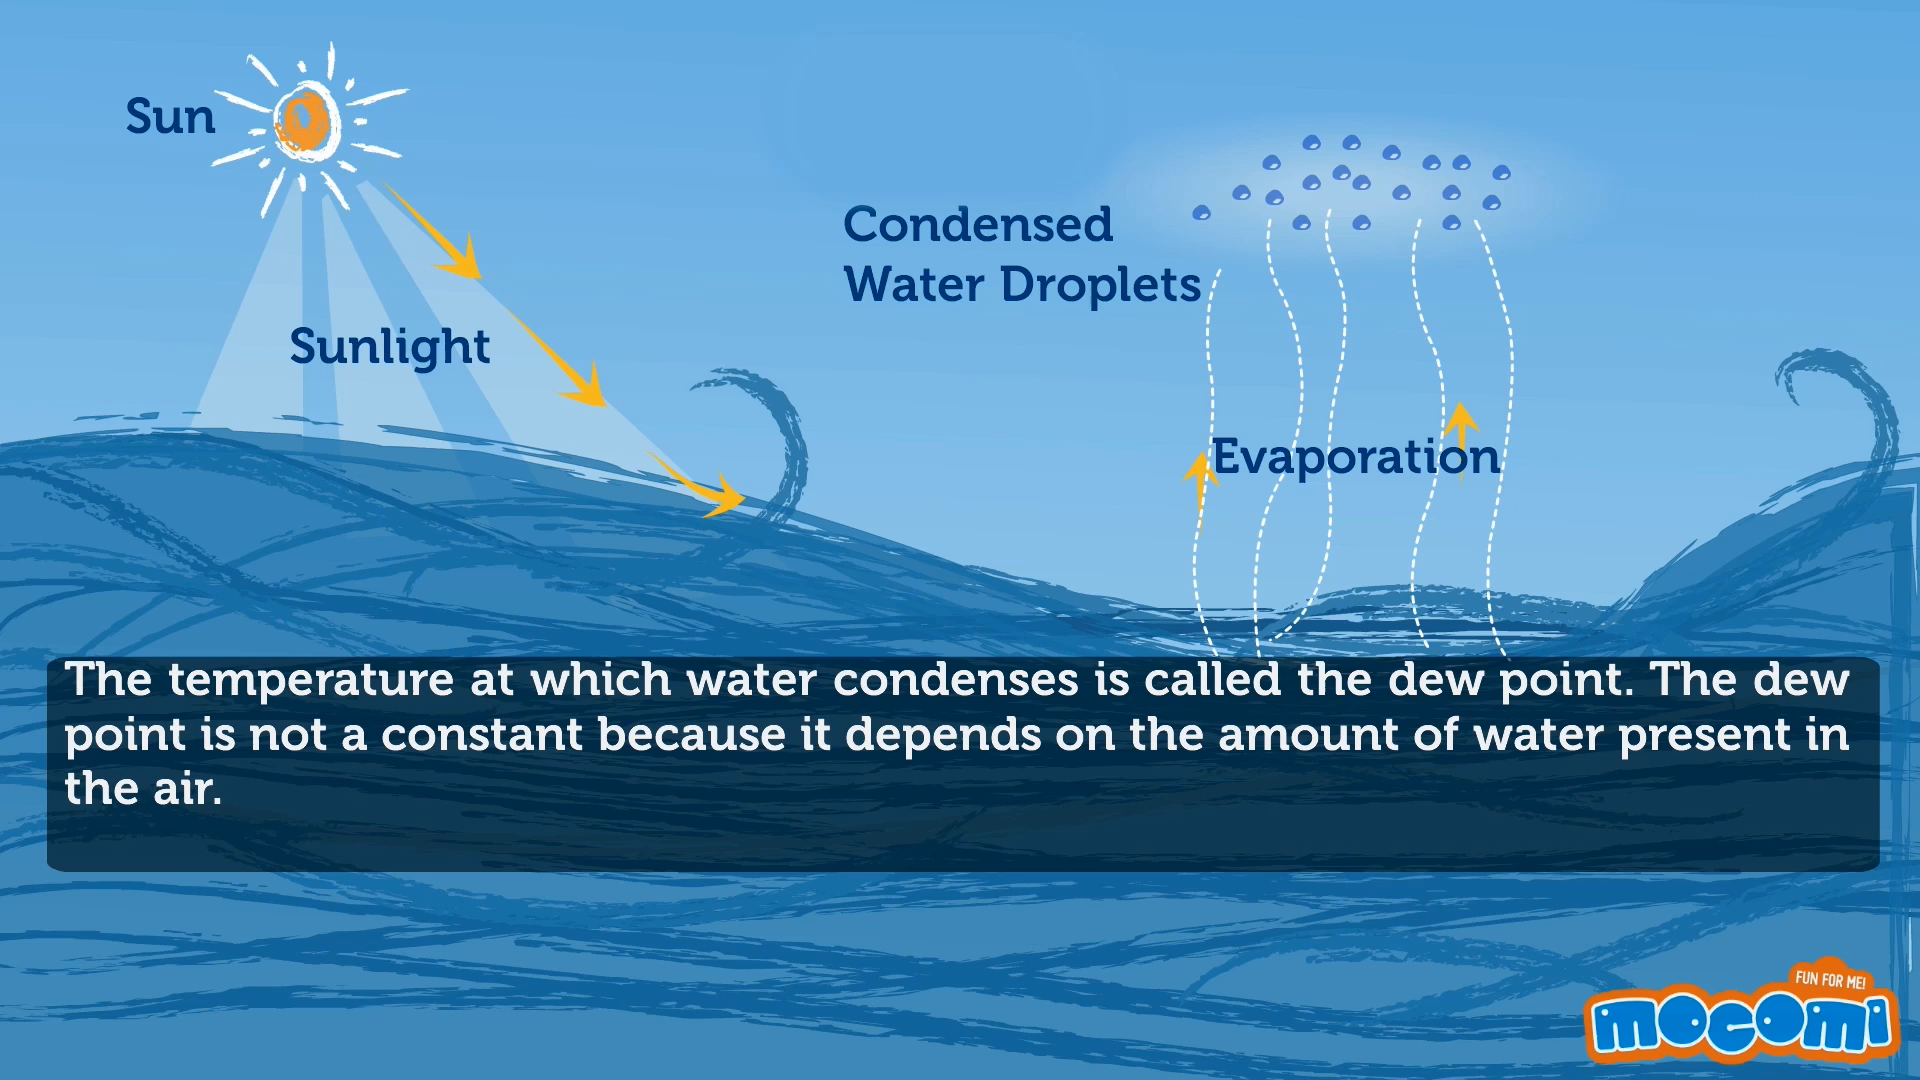 Sun
Condensed
Water Droplets
Sunlight
Evaporation
The temperature at which water condenses is called the dew point. The dew
point is not a constant because it depends on the amount of water present in
the air.
FUN FOR ME!
mocomi